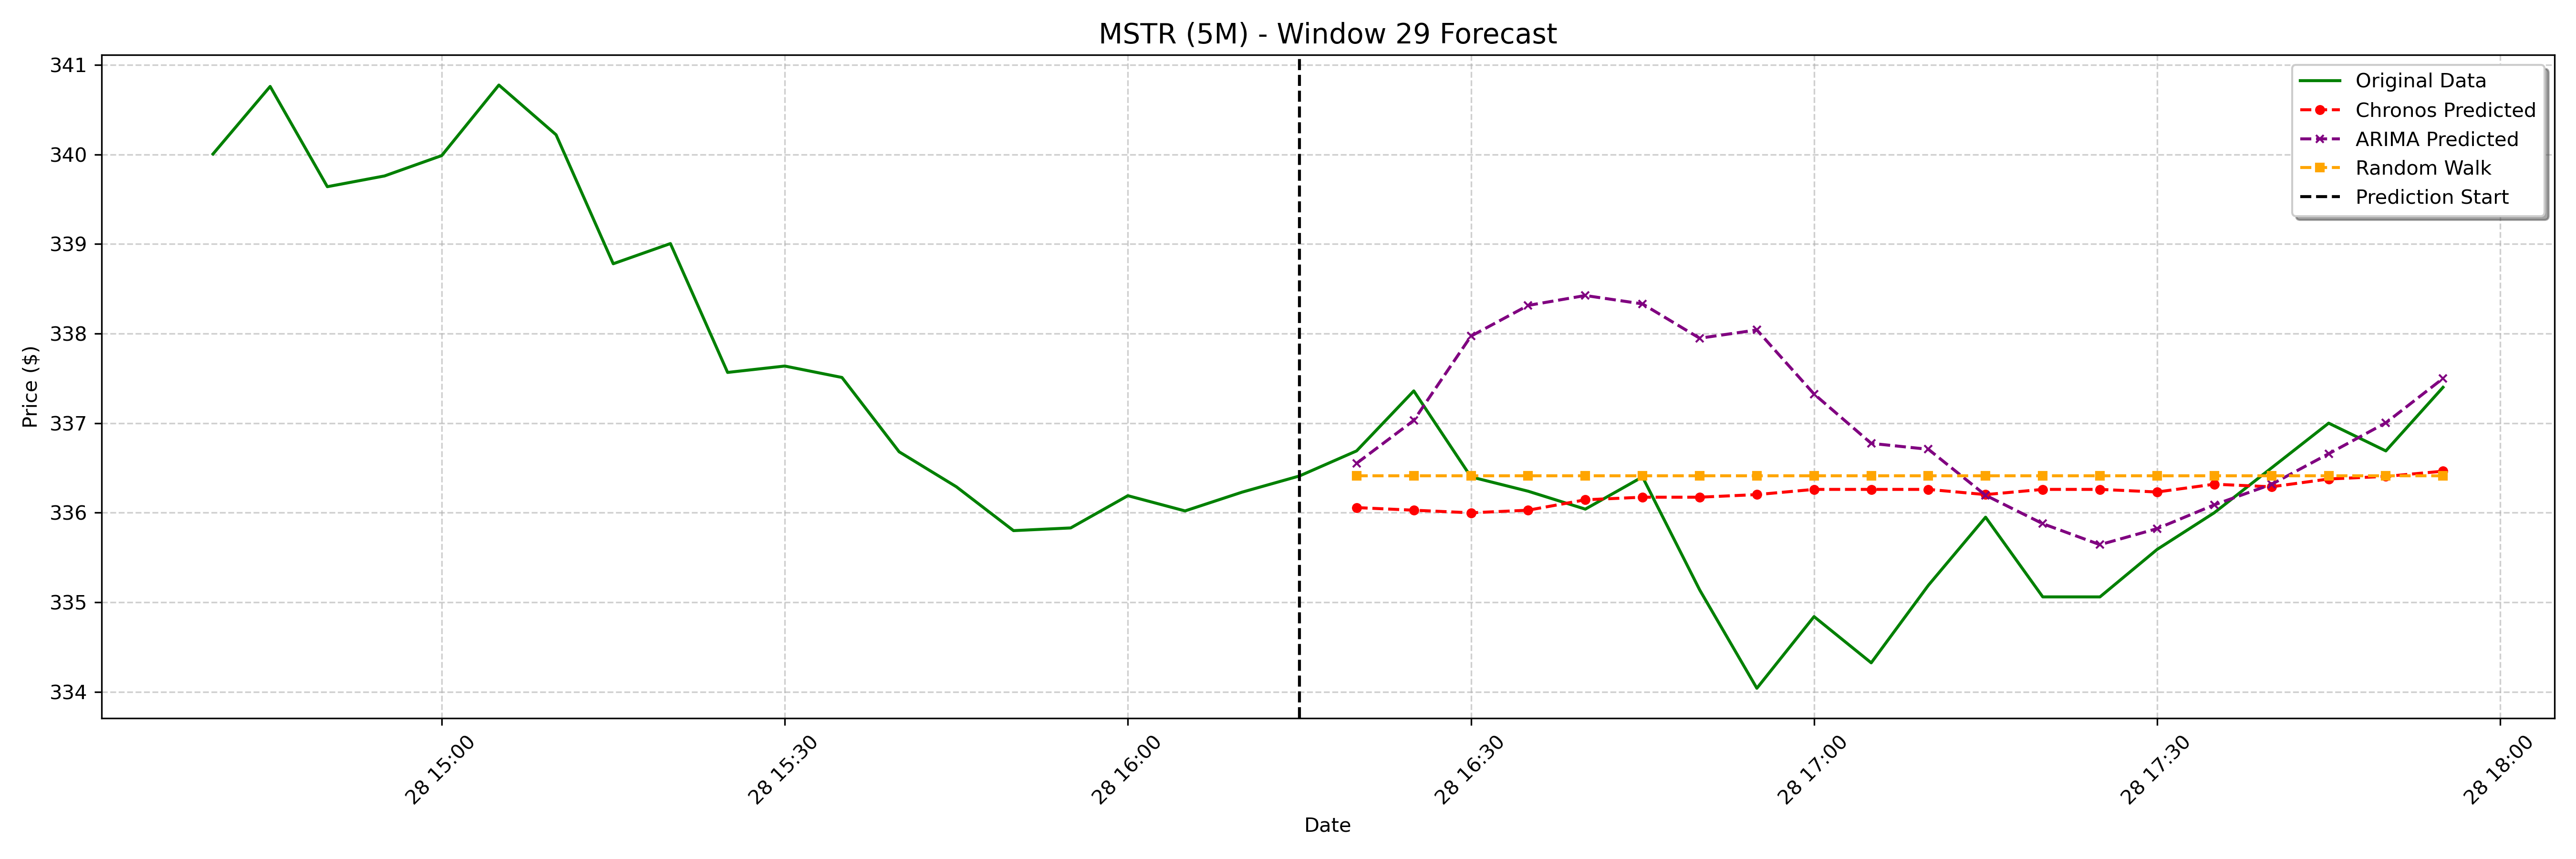 MSTR (5M) - Window 29 Forecast
341
340
339
338
337
336
335
334
Price ($)
Original Data
Chronos Predicted
ARIMA Predicted
Random Walk
Prediction Start
28 15:00
28 15:30
28 16:00
28 16:30
28 17:00
28 17:30
28 18:00
Date